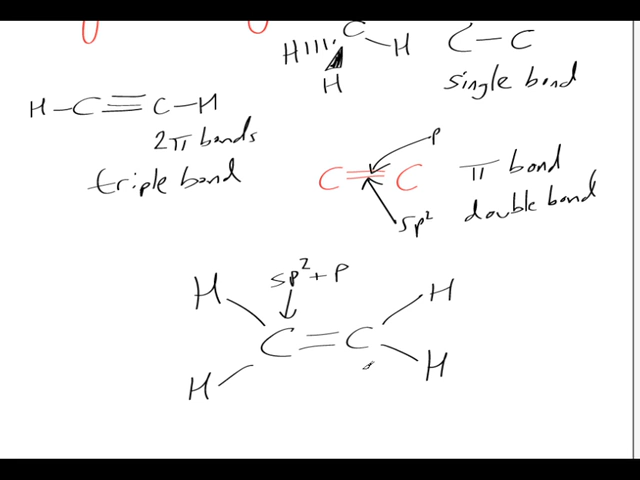 C
H C H
H
C — C
single bond
H — C ≡ C — H
2π bonds
triple bond
p
C = C
π bond
double bond
sp²
sp² + p
H H
C = C
H H